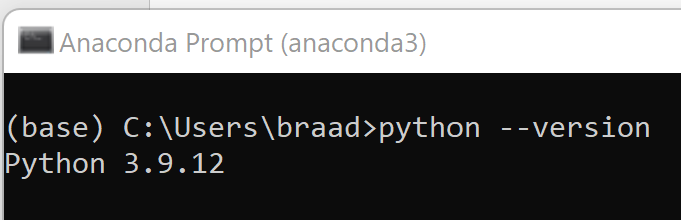 Anaconda Prompt (anaconda3)
(base) C:\Users\braad>python --version
Python 3.9.12